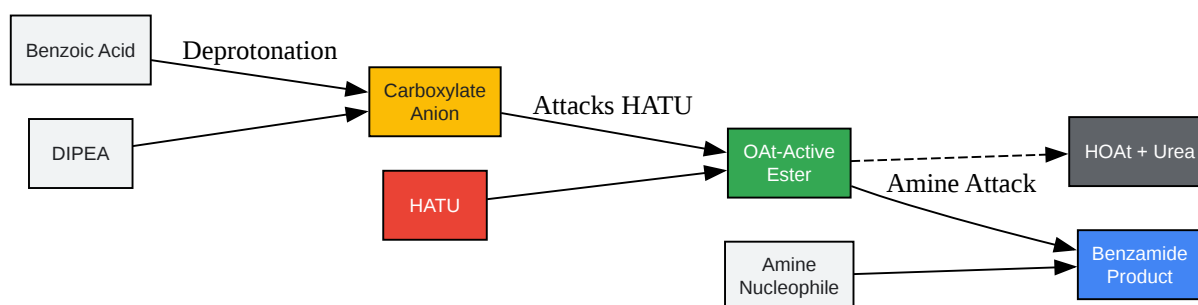 Benzoic Acid
Deprotonation
DIPEA
Carboxylate
Anion
Attacks HATU
HATU
OAt-Active
Ester
HOAt + Urea
Amine Attack
Amine
Nucleophile
Benzamide
Product